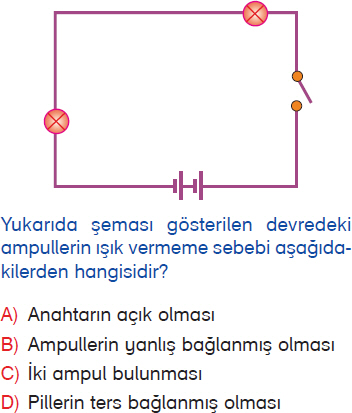 Yukarıda şeması gösterilen devredeki
ampullerin ışık vermeme sebebi aşağıda-
kilerden hangisidir?
A) Anahtarın açık olması
B) Ampullerin yanlış bağlanmış olması
C) İki ampul bulunması
D) Pillerin ters bağlanmış olması